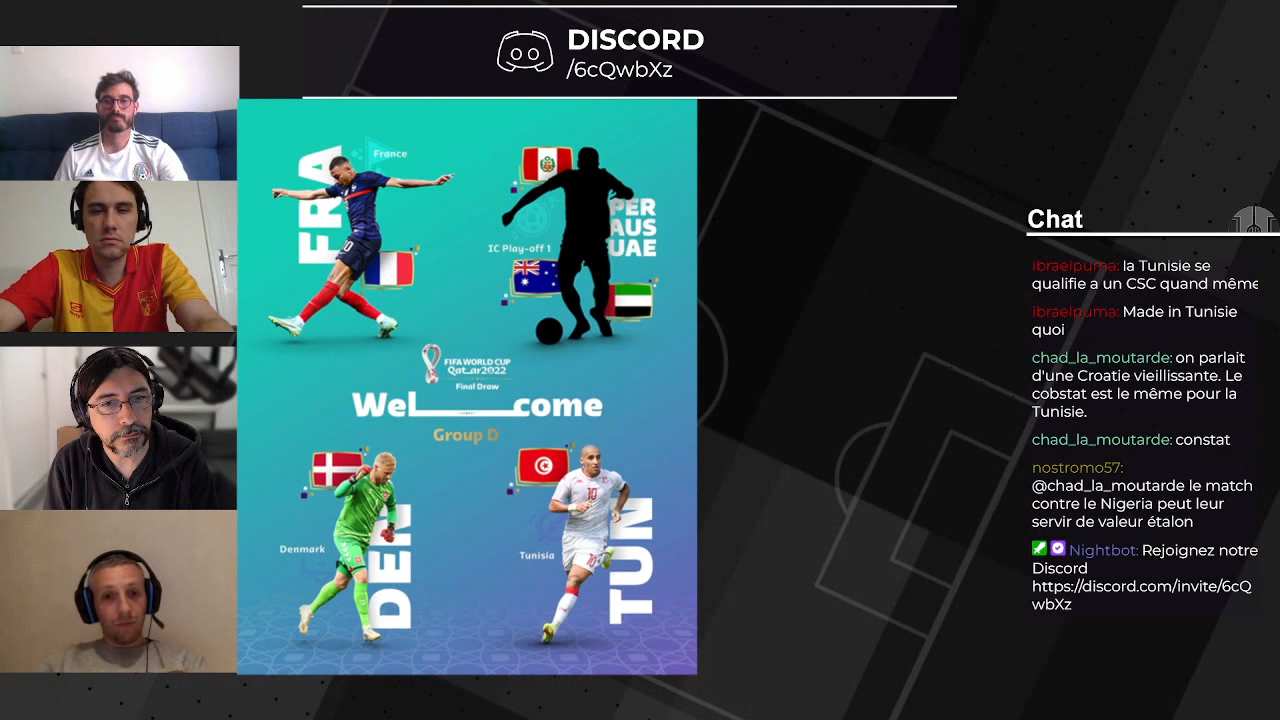 DISCORD
/6cQwbXz
FRA
France
PER
AUS
UAE
IC Play-off 1
FIFA WORLD CUP
Qatar2022
Final Draw
Wel come
Group D
Denmark
DEN
Tunisia
TUN
10
10
Chat
ibraelpuma: la Tunisie se
qualifie a un CSC quand même
ibraelpuma: Made in Tunisie
quoi
chad_la_moutarde: on parlait
d'une Croatie vieillissante. Le
cobstat est le même pour la
Tunisie.
chad_la_moutarde: constat
nostromo57:
@chad_la_moutarde le match
contre le Nigeria peut leur
servir de valeur étalon
Nightbot: Rejoignez notre
Discord
https://discord.com/invite/6cQ
wbXz